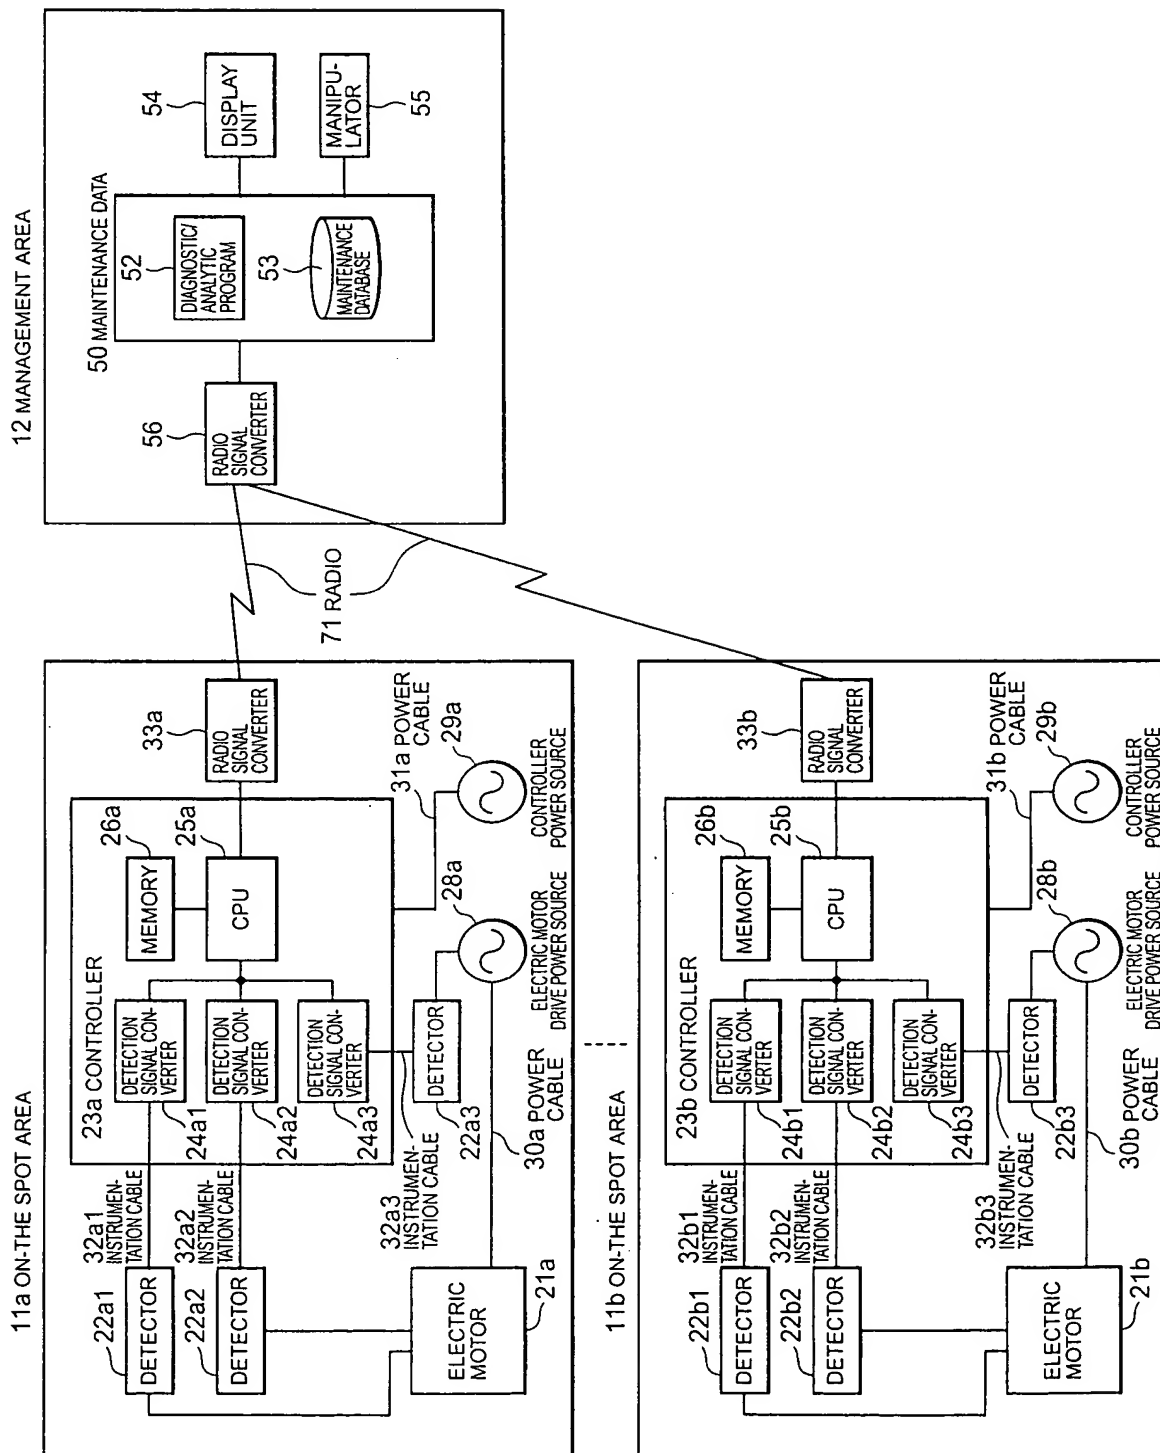 12 MANAGEMENT AREA
50 MAINTENANCE DATA
56
RADIO
SIGNAL
CONVERTER
52
DIAGNOSTIC/
ANALYTIC
PROGRAM
53
MAINTENANCE
DATABASE
54
DISPLAY
UNIT
MANIPU-
LATOR
55
71 RADIO
11a ON-THE SPOT AREA
22a1
DETECTOR
22a2
DETECTOR
ELECTRIC
MOTOR
21a
32a1
INSTRUMEN-
TATION CABLE
32a2
INSTRUMEN-
TATION CABLE
32a3
INSTRUMEN-
TATION CABLE
23a CONTROLLER
DETECTION
SIGNAL CON-
VERTER
24a1
DETECTION
SIGNAL CON-
VERTER
24a2
DETECTION
SIGNAL CON-
VERTER
24a3
DETECTOR
22a3
30a POWER
CABLE
26a
MEMORY
25a
CPU
28a
ELECTRIC MOTOR
DRIVE POWER SOURCE
33a
RADIO
SIGNAL
CONVERTER
31a POWER
CABLE
29a
CONTROLLER
POWER SOURCE
11b ON-THE SPOT AREA
22b1
DETECTOR
22b2
DETECTOR
ELECTRIC
MOTOR
21b
32b1
INSTRUMEN-
TATION CABLE
32b2
INSTRUMEN-
TATION CABLE
32b3
INSTRUMEN-
TATION CABLE
23b CONTROLLER
DETECTION
SIGNAL CON-
VERTER
24b1
DETECTION
SIGNAL CON-
VERTER
24b2
DETECTION
SIGNAL CON-
VERTER
24b3
DETECTOR
22b3
30b POWER
CABLE
26b
MEMORY
25b
CPU
28b
ELECTRIC MOTOR
DRIVE POWER SOURCE
33b
RADIO
SIGNAL
CONVERTER
31b POWER
CABLE
29b
CONTROLLER
POWER SOURCE